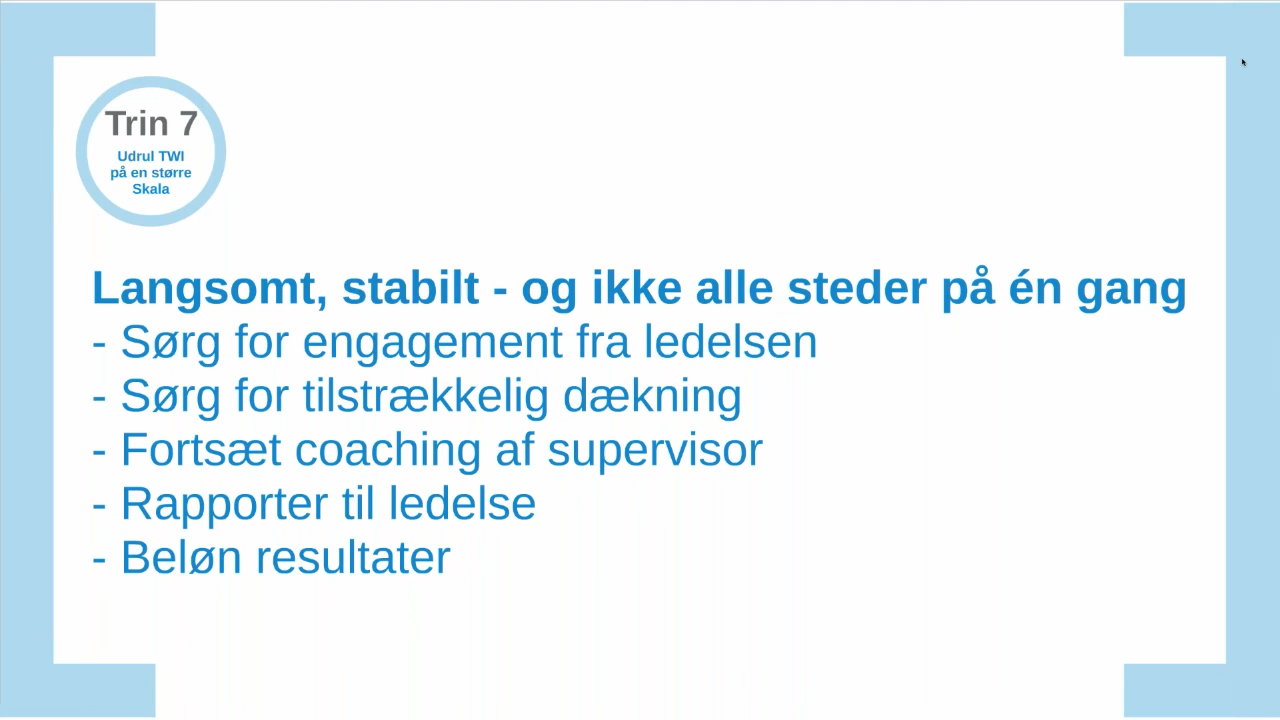 Trin 7
Udrul TWI
på en større
Skala
Langsomt, stabilt - og ikke alle steder på én gang
- Sørg for engagement fra ledelsen
- Sørg for tilstrækkelig dækning
- Fortsæt coaching af supervisor
- Rapporter til ledelse
- Beløn resultater